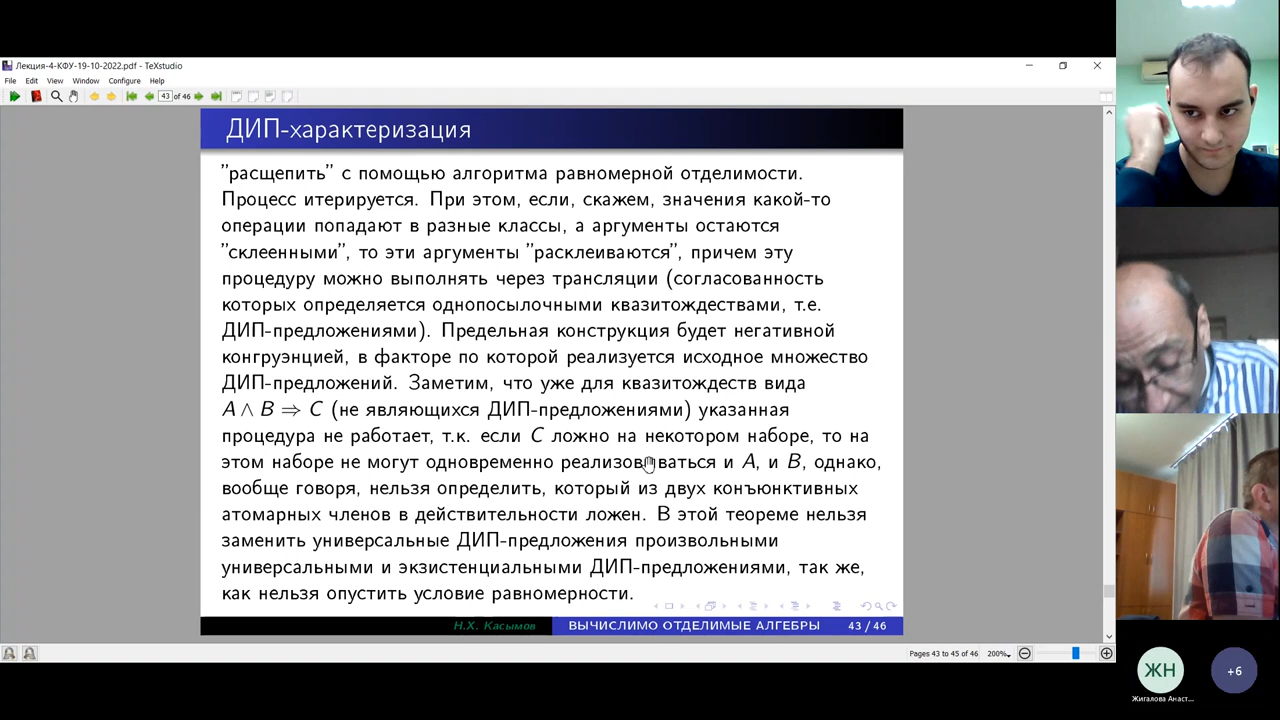 Лекция-4-КФУ-19-10-2022.pdf - TeXstudio
File Edit View Window Configure Help
43 of 46
ДИП-характеризация
"расщепить" с помощью алгоритма равномерной отделимости.
Процесс итерируется. При этом, если, скажем, значения какой-то
операции попадают в разные классы, а аргументы остаются
"склеенными", то эти аргументы "расклеиваются", причем эту
процедуру можно выполнять через трансляции (согласованность
которых определяется однопосылочными квазитождествами, т.е.
ДИП-предложениями). Предельная конструкция будет негативной
конгруэнцией, в факторе по которой реализуется исходное множество
ДИП-предложений. Заметим, что уже для квазитождеств вида
A ∧ B ⇒ C (не являющихся ДИП-предложениями) указанная
процедура не работает, т.к. если C ложно на некотором наборе, то на
этом наборе не могут одновременно реализовываться и A, и B, однако,
вообще говоря, нельзя определить, который из двух конъюнктивных
атомарных членов в действительности ложен. В этой теореме нельзя
заменить универсальные ДИП-предложения произвольными
универсальными и экзистенциальными ДИП-предложениями, так же,
как нельзя опустить условие равномерности.
Н.Х. Касымов ВЫЧИСЛИМО ОТДЕЛИМЫЕ АЛГЕБРЫ 43 / 46
Pages 43 to 45 of 46 200%
ЖН
Жигалова Анаст...
+6